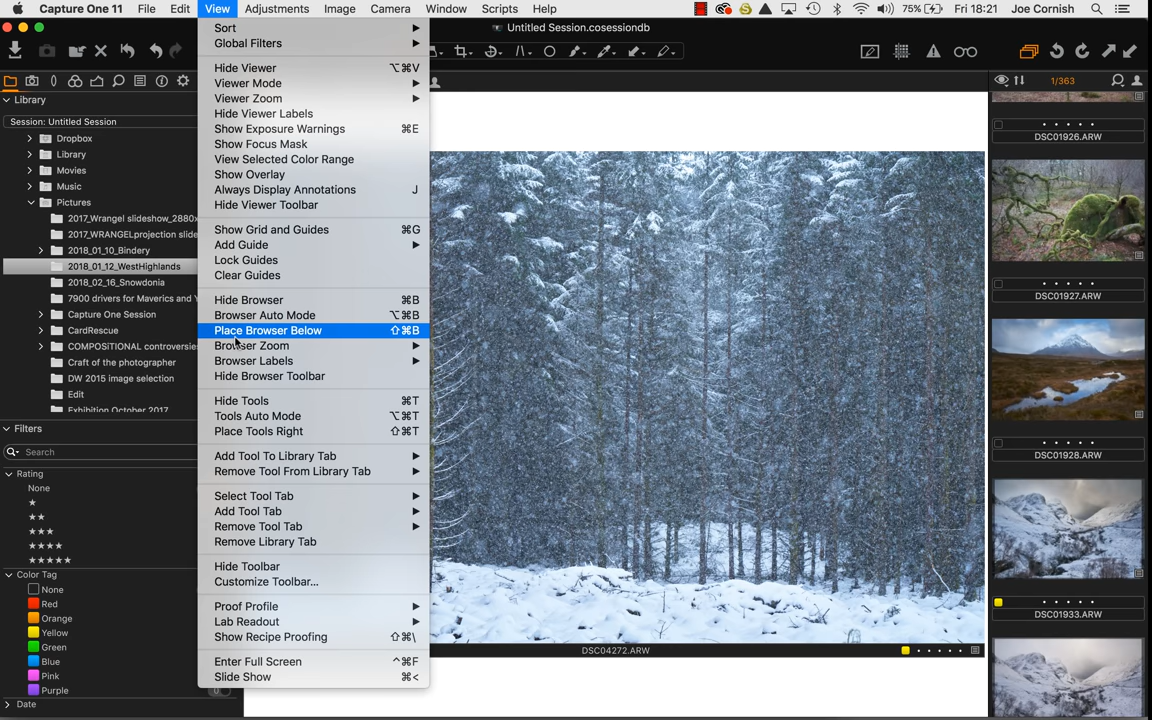 Capture One 11 File Edit View Adjustments Image Camera Window Scripts Help 75% Fri 18:21 Joe Cornish
Untitled Session.cosessiondb
Library
Session: Untitled Session
Dropbox
Library
Movies
Music
Pictures
2017_Wrangel slideshow_2880x
2017_WRANGELprojection slide
2018_01_10_Bindery
2018_01_12_WestHighlands
2018_02_16_Snowdonia
7900 drivers for Maverics and Y
Capture One Session
CardRescue
COMPOSITIONAL controversie
Craft of the photographer
DW 2015 image selection
Edit
Exhibition October 2017
Filters
Search
Rating
None
★
★★
★★★
★★★★
★★★★★
Color Tag
None
Red
Orange
Yellow
Green
Blue
Pink
Purple 0
Date
Sort
Global Filters
Hide Viewer ⌥⌘V
Viewer Mode
Viewer Zoom
Hide Viewer Labels
Show Exposure Warnings ⌘E
Show Focus Mask
View Selected Color Range
Show Overlay
Always Display Annotations J
Hide Viewer Toolbar
Show Grid and Guides ⌘G
Add Guide
Lock Guides
Clear Guides
Hide Browser ⌘B
Browser Auto Mode ⌥⌘B
Place Browser Below ⇧⌘B
Browser Zoom
Browser Labels
Hide Browser Toolbar
Hide Tools ⌘T
Tools Auto Mode ⌥⌘T
Place Tools Right ⇧⌘T
Add Tool To Library Tab
Remove Tool From Library Tab
Select Tool Tab
Add Tool Tab
Remove Tool Tab
Remove Library Tab
Hide Toolbar
Customize Toolbar...
Proof Profile
Lab Readout
Show Recipe Proofing ⇧⌘\
Enter Full Screen ^⌘F
Slide Show ⌘<
DSC04272.ARW
1/363
DSC01926.ARW
DSC01927.ARW
DSC01928.ARW
DSC01933.ARW